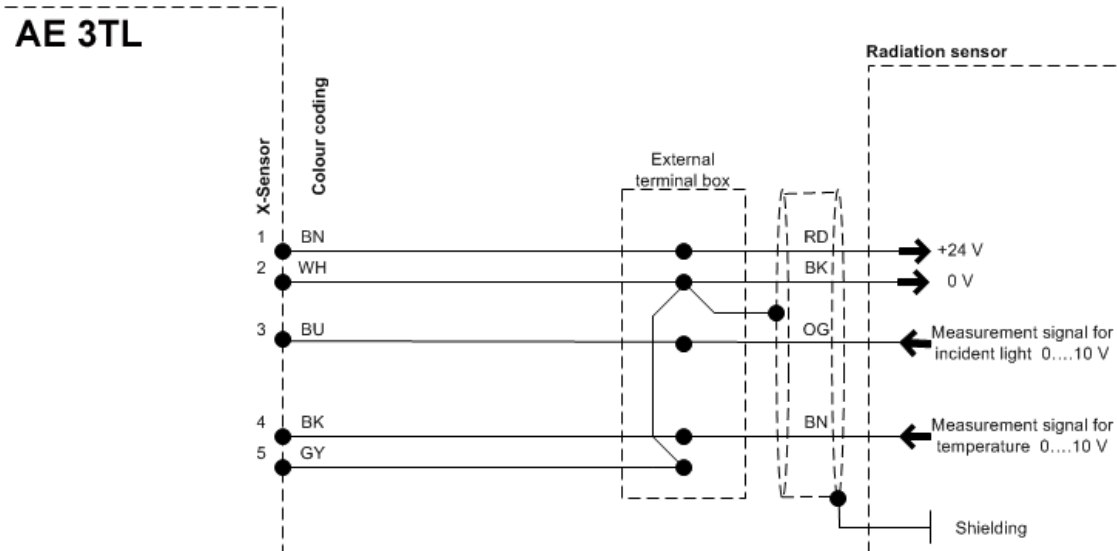 AE 3TL
Radiation sensor
Colour coding
X-Sensor
External
terminal box
1 BN RD +24 V
2 WH BK 0 V
3 BU OG Measurement signal for
incident light 0....10 V
4 BK BN Measurement signal for
temperature 0....10 V
5 GY
Shielding